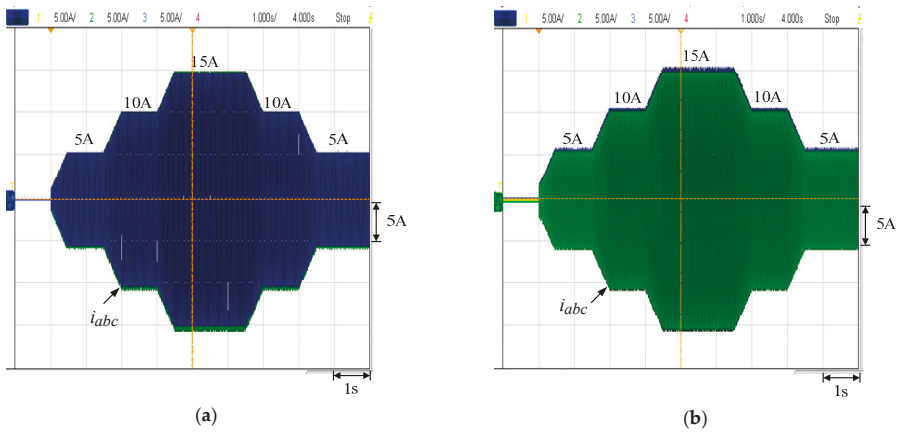 1 5.00A/ 2 5.00A/ 3 5.00A/ 4 1.000s/ 4.000s Stop
15A
10A 10A
5A 5A
5A
i_abc
1s
(a)
1 5.00A/ 2 5.00A/ 3 5.00A/ 4 1.000s/ 4.000s Stop
15A
10A 10A
5A 5A
5A
i_abc
1s
(b)